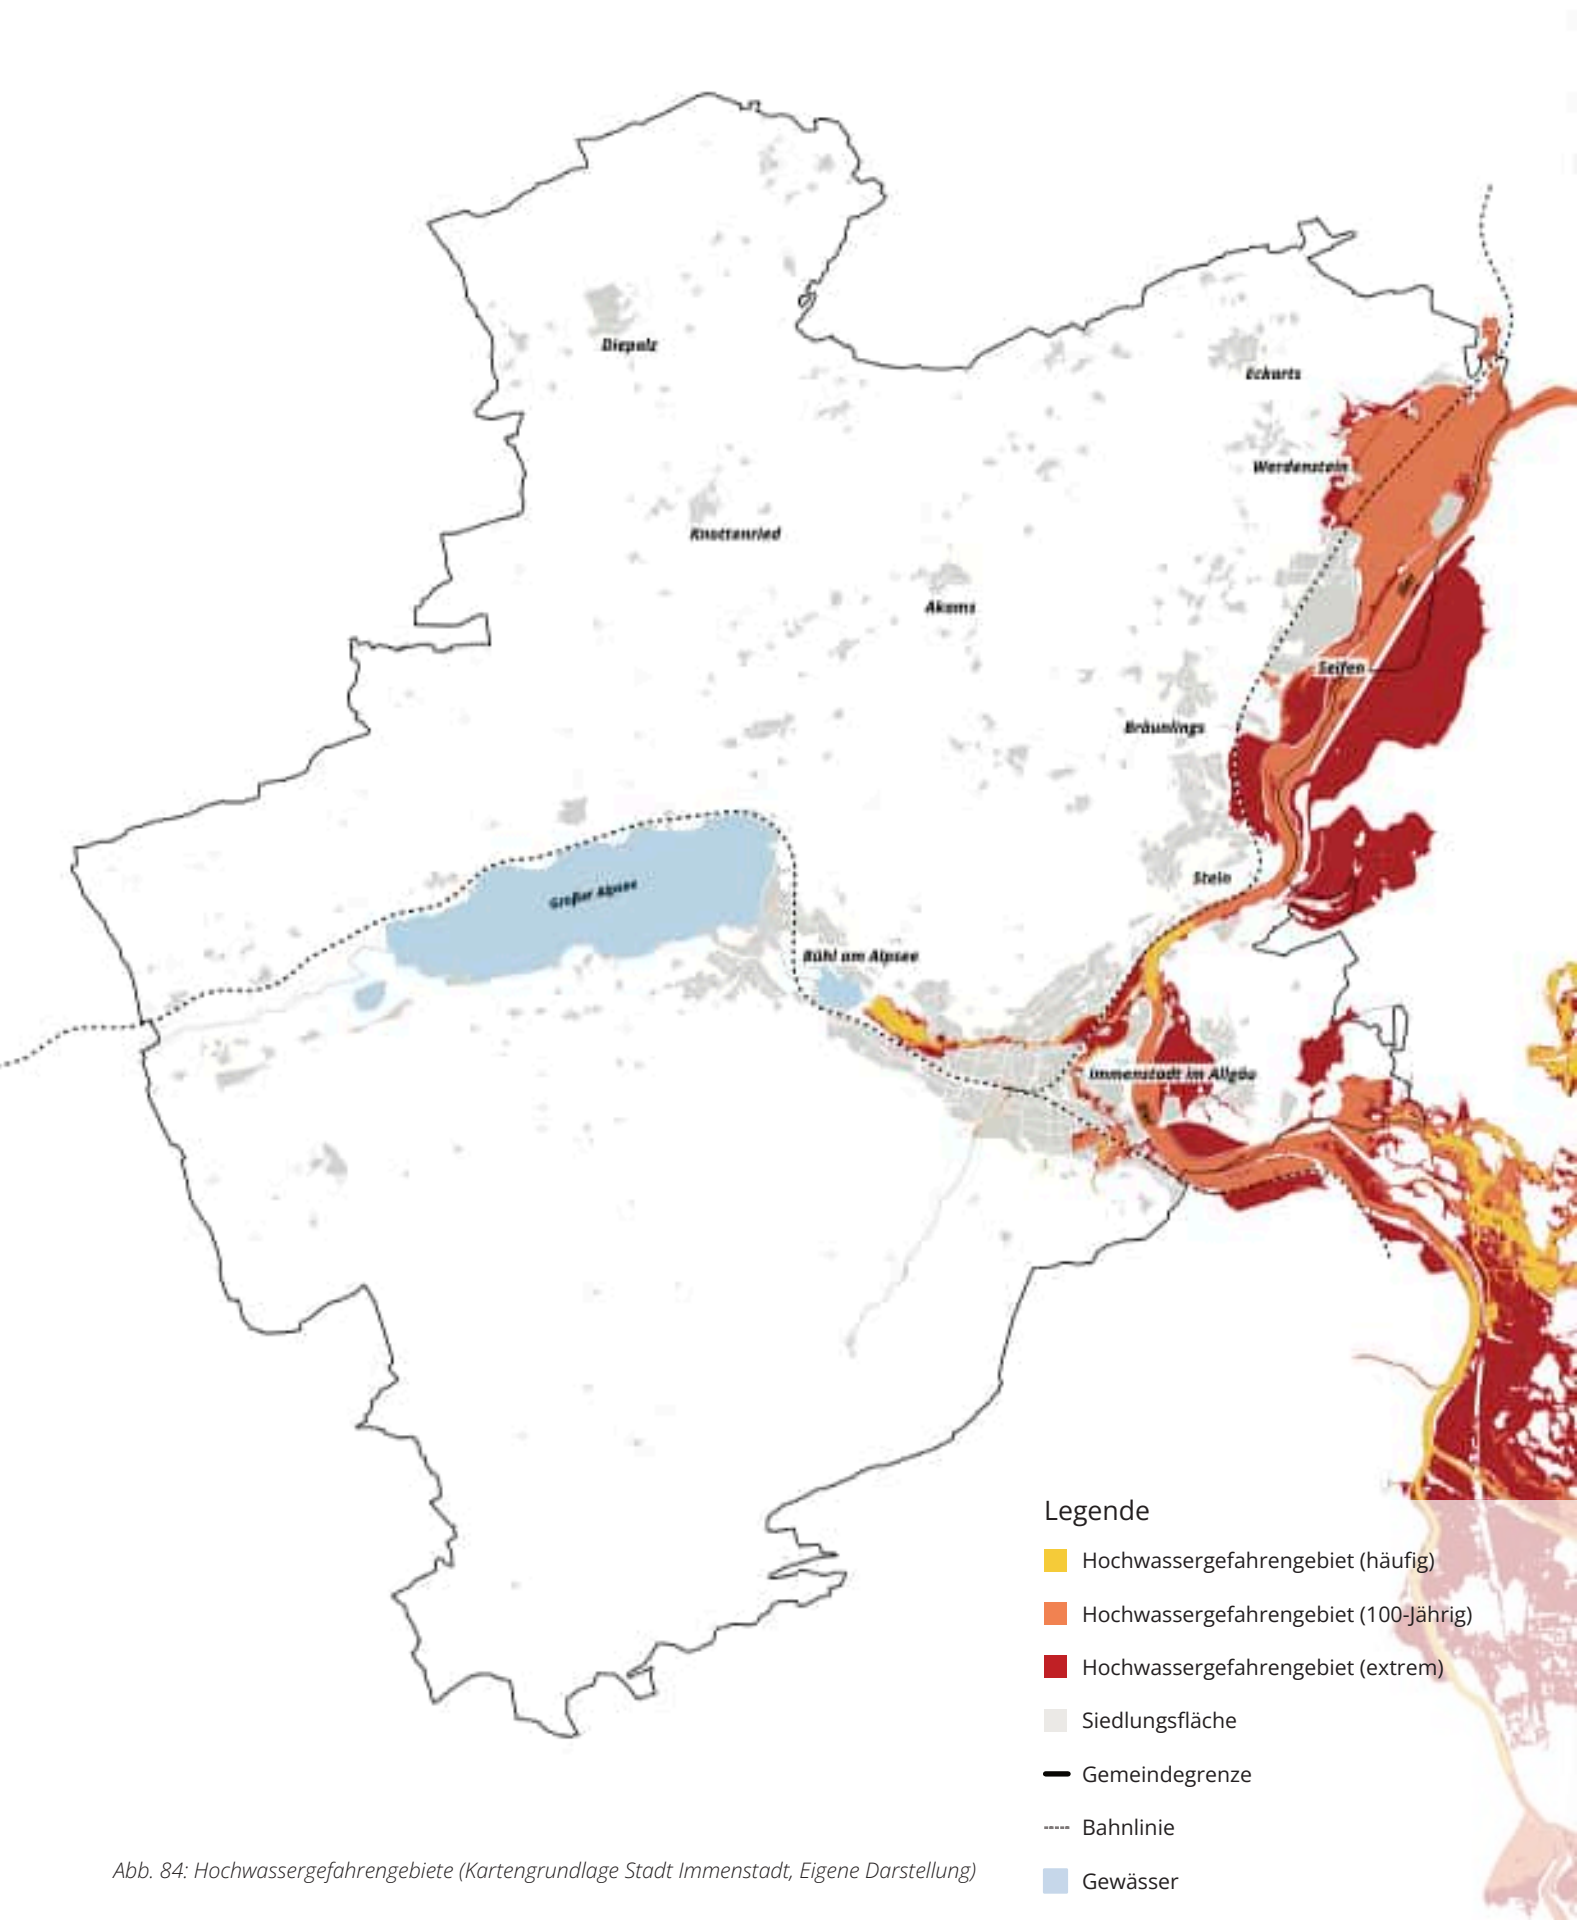 Diepolz
Eckarts
Werdenstein
Knottenried
Akams
Seifen
Bräunlings
Stein
Großer Alpsee
Bühl am Alpsee
Immenstadt im Allgäu
Legende
Hochwassergefahrengebiet (häufig)
Hochwassergefahrengebiet (100-Jährig)
Hochwassergefahrengebiet (extrem)
Siedlungsfläche
Gemeindegrenze
Bahnlinie
Gewässer
Abb. 84: Hochwassergefahrengebiete (Kartengrundlage Stadt Immenstadt, Eigene Darstellung)